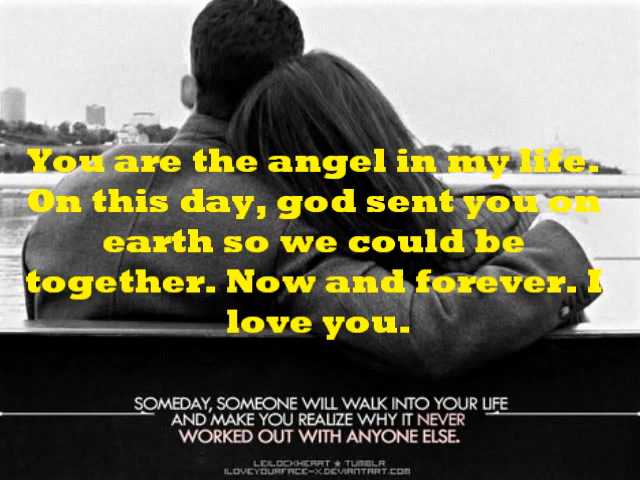 You are the angel in my life.
On this day, god sent you on
earth so we could be
together. Now and forever. I
love you.
SOMEDAY, SOMEONE WILL WALK INTO YOUR LIFE
AND MAKE YOU REALIZE WHY IT NEVER
WORKED OUT WITH ANYONE ELSE.
LEILOCKHEART ★ TUMBLR
ILOVEYOURFACE-X.DEVIANTART.COM